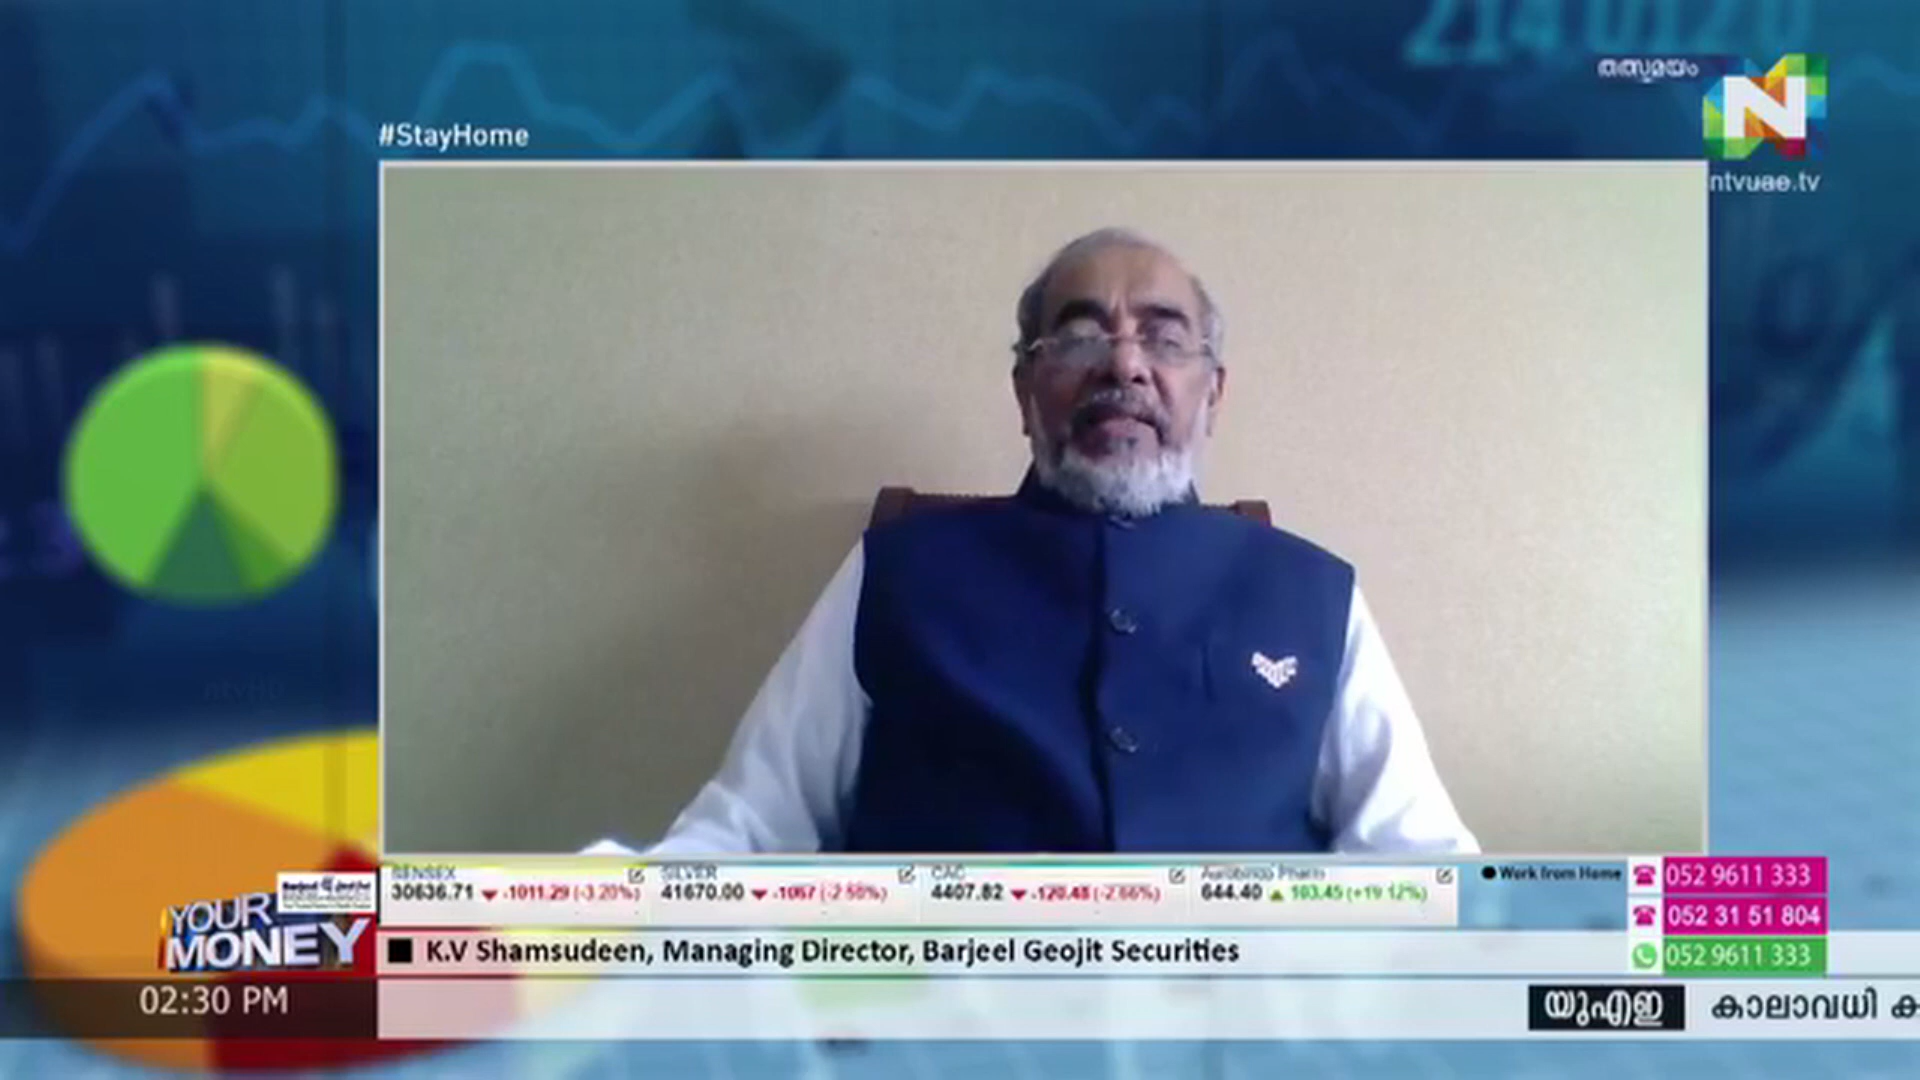 2140120
തത്സമയം
N
ntvuae.tv
#StayHome
SENSEX
30636.71 ▼ -1011.29 (-3.20%)
SILVER
41670.00 ▼ -1067 (-2.50%)
CAC
4407.82 ▼ -120.48 (-2.66%)
Aurobindo Pharm
644.40 ▲ 103.45 (+19.12%)
Work from Home
052 9611 333
052 31 51 804
052 9611 333
YOUR
MONEY
K.V Shamsudeen, Managing Director, Barjeel Geojit Securities
02:30 PM
യുഎഇ
കാലാവധി